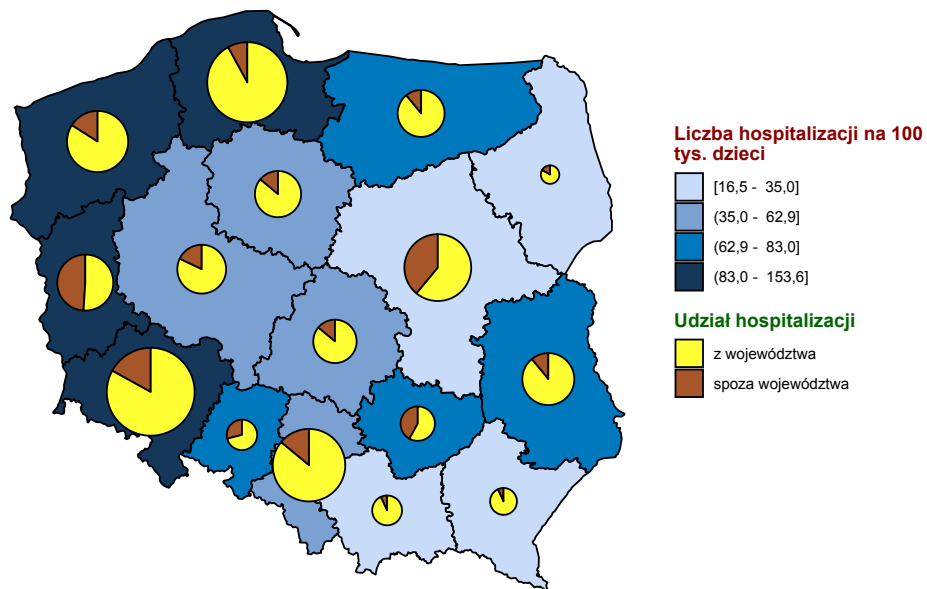 Liczba hospitalizacji na 100
tys. dzieci
[16,5 - 35,0]
(35,0 - 62,9]
(62,9 - 83,0]
(83,0 - 153,6]
Udział hospitalizacji
z województwa
spoza województwa